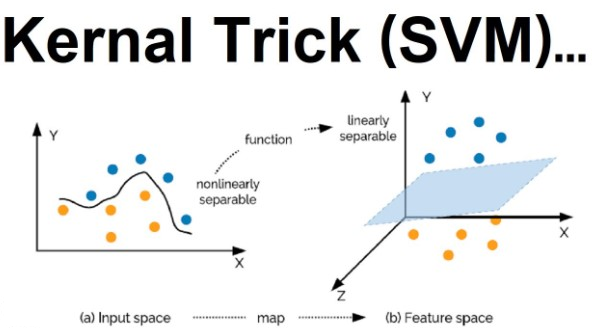 Kernal Trick (SVM)...
Y
X
nonlinearly
separable
function
linearly
separable
Y
X
Z
(a) Input space
map
(b) Feature space